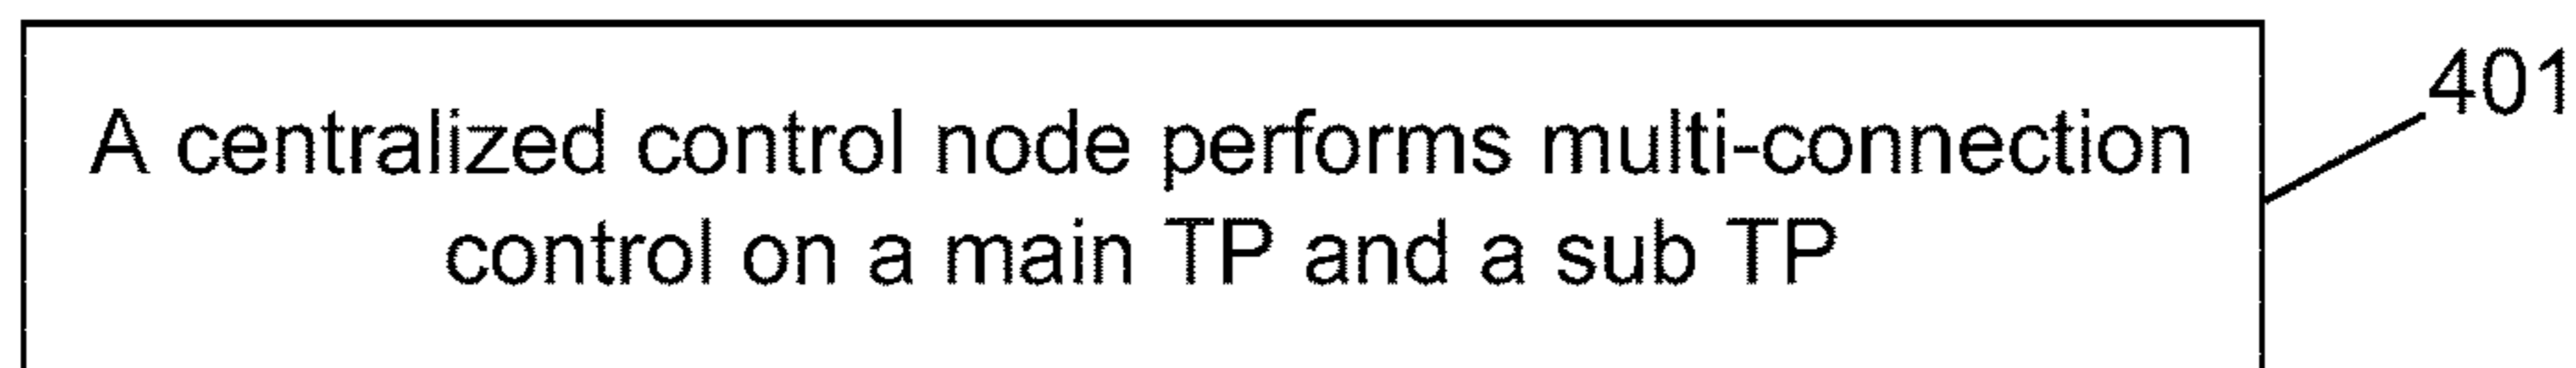 A centralized control node performs multi-connection
control on a main TP and a sub TP
401